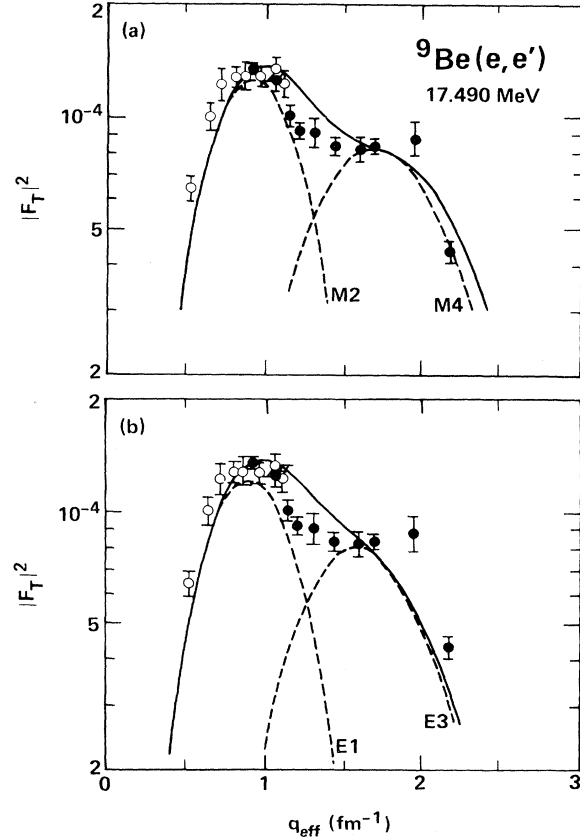 (a)
⁹Be(e,e′)
17.490 MeV
2
10⁻⁴
5
2
|F_T|²
M2
M4
(b)
2
10⁻⁴
5
2
|F_T|²
E1
E3
0 1 2 3
q_eff (fm⁻¹)